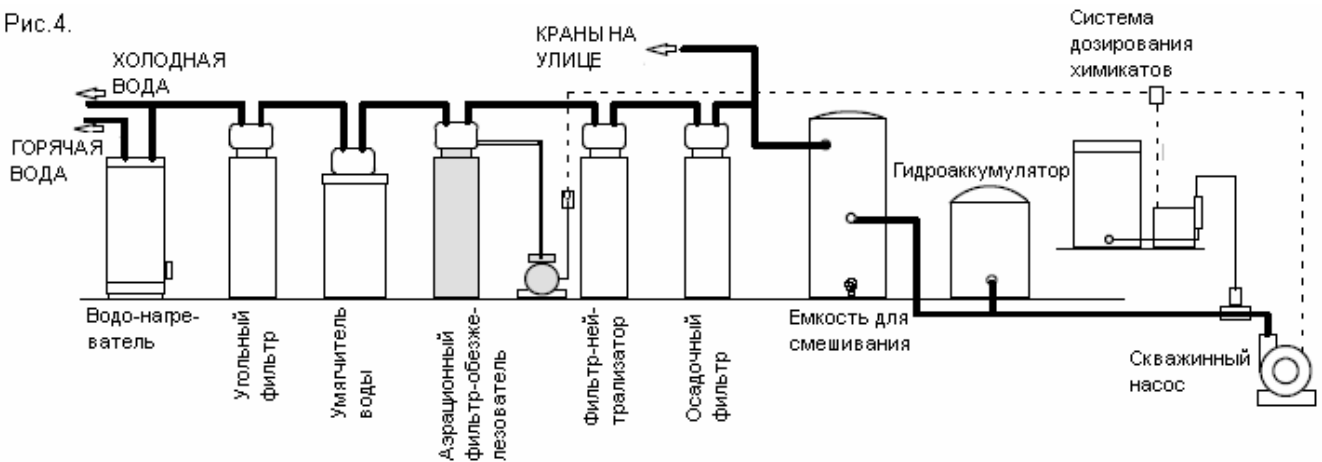 Рис.4.
КРАНЫ НА
УЛИЦЕ
Система
дозирования
химикатов
ХОЛОДНАЯ
ВОДА
ГОРЯЧАЯ
ВОДА
Гидроаккумулятор
Водо-нагре-
ватель
Угольный
фильтр
Умягчитель
воды
Аэрационный
фильтр-обезже-
лезователь
Фильтр-ней-
трализатор
Осадочный
фильтр
Емкость для
смешивания
Скважинный
насос